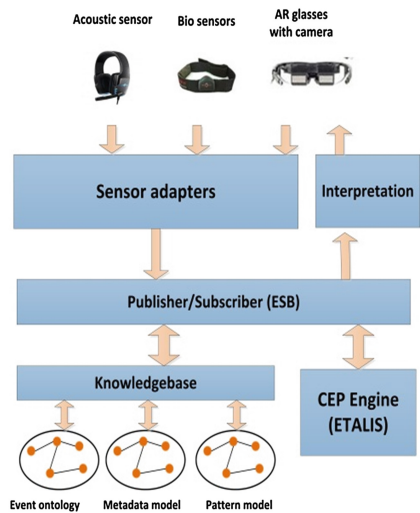 Acoustic sensor
Bio sensors
AR glasses
with camera
Sensor adapters
Interpretation
Publisher/Subscriber (ESB)
Knowledgebase
CEP Engine
(ETALIS)
Event ontology
Metadata model
Pattern model